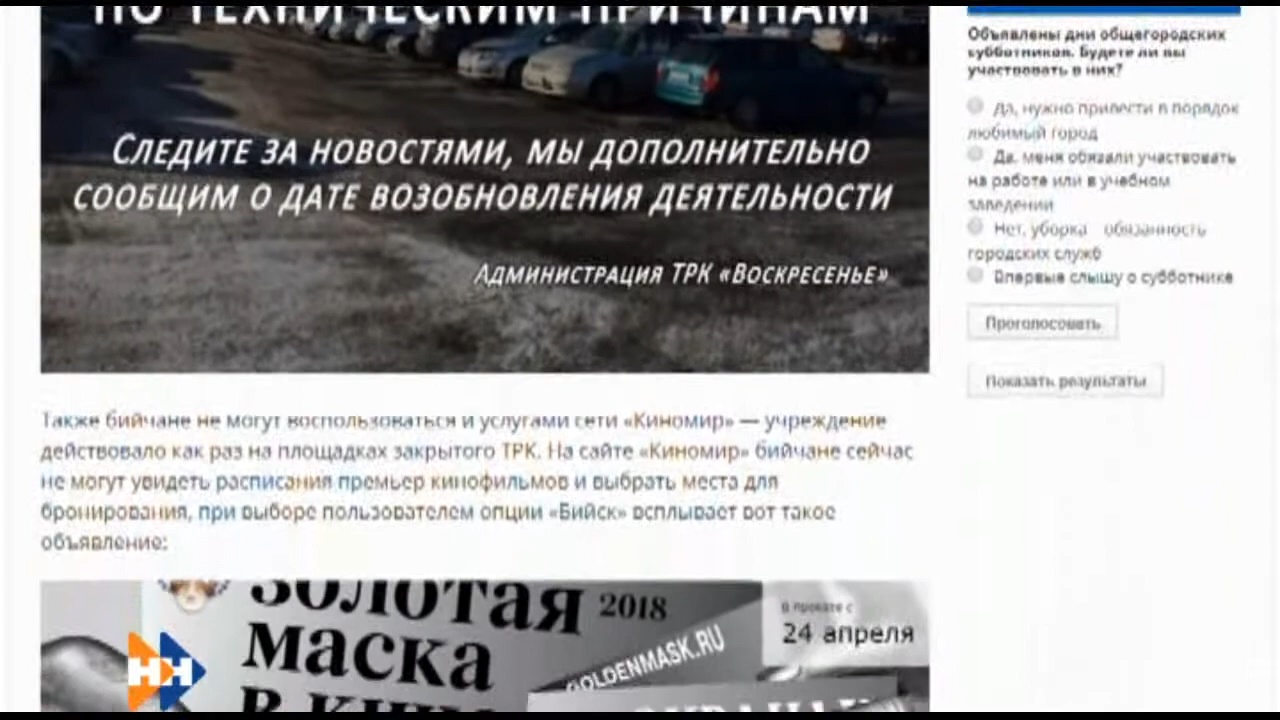 ПО ТЕХНИЧЕСКИМ ПРИЧИНАМ
СЛЕДИТЕ ЗА НОВОСТЯМИ, МЫ ДОПОЛНИТЕЛЬНО
СООБЩИМ О ДАТЕ ВОЗОБНОВЛЕНИЯ ДЕЯТЕЛЬНОСТИ
АДМИНИСТРАЦИЯ ТРК «ВОСКРЕСЕНЬЕ»
Также бийчане не могут воспользоваться и услугами сети «Киномир» — учреждение
действовало как раз на площадках закрытого ТРК. На сайте «Киномир» бийчане сейчас
не могут увидеть расписания премьер кинофильмов и выбрать места для
бронирования, при выборе пользователем опции «Бийск» всплывает вот такое
объявление:
ЗОЛОТАЯ 2018
МАСКА
В КИНО
GOLDENMASK.RU
В прокате с
24 апреля
НН
Объявлены дни общегородских
субботников. Будете ли вы
участвовать в них?
Да, нужно привести в порядок
любимый город
Да, меня обязали участвовать
на работе или в учебном
заведении
Нет, уборка обязанность
городских служб
Впервые слышу о субботнике
Проголосовать
Показать результаты